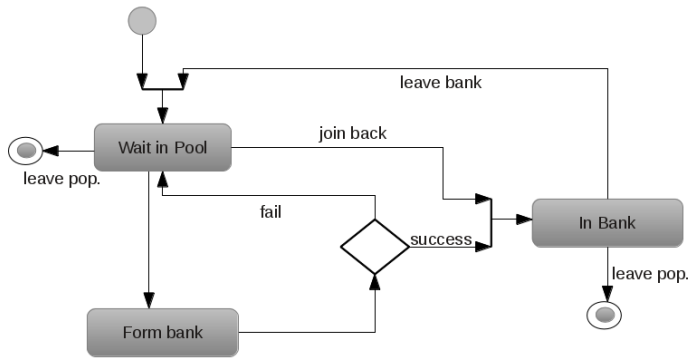 leave bank
join back
Wait in Pool
leave pop.
fail
success
In Bank
leave pop.
Form bank